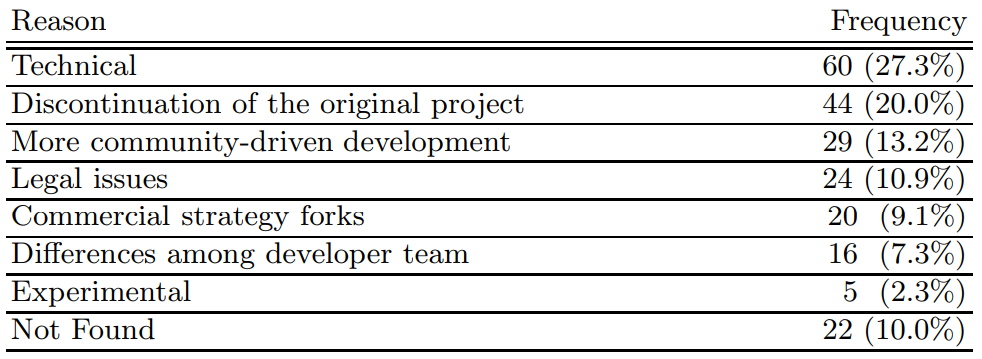 Reason Frequency
Technical 60 (27.3%)
Discontinuation of the original project 44 (20.0%)
More community-driven development 29 (13.2%)
Legal issues 24 (10.9%)
Commercial strategy forks 20 (9.1%)
Differences among developer team 16 (7.3%)
Experimental 5 (2.3%)
Not Found 22 (10.0%)